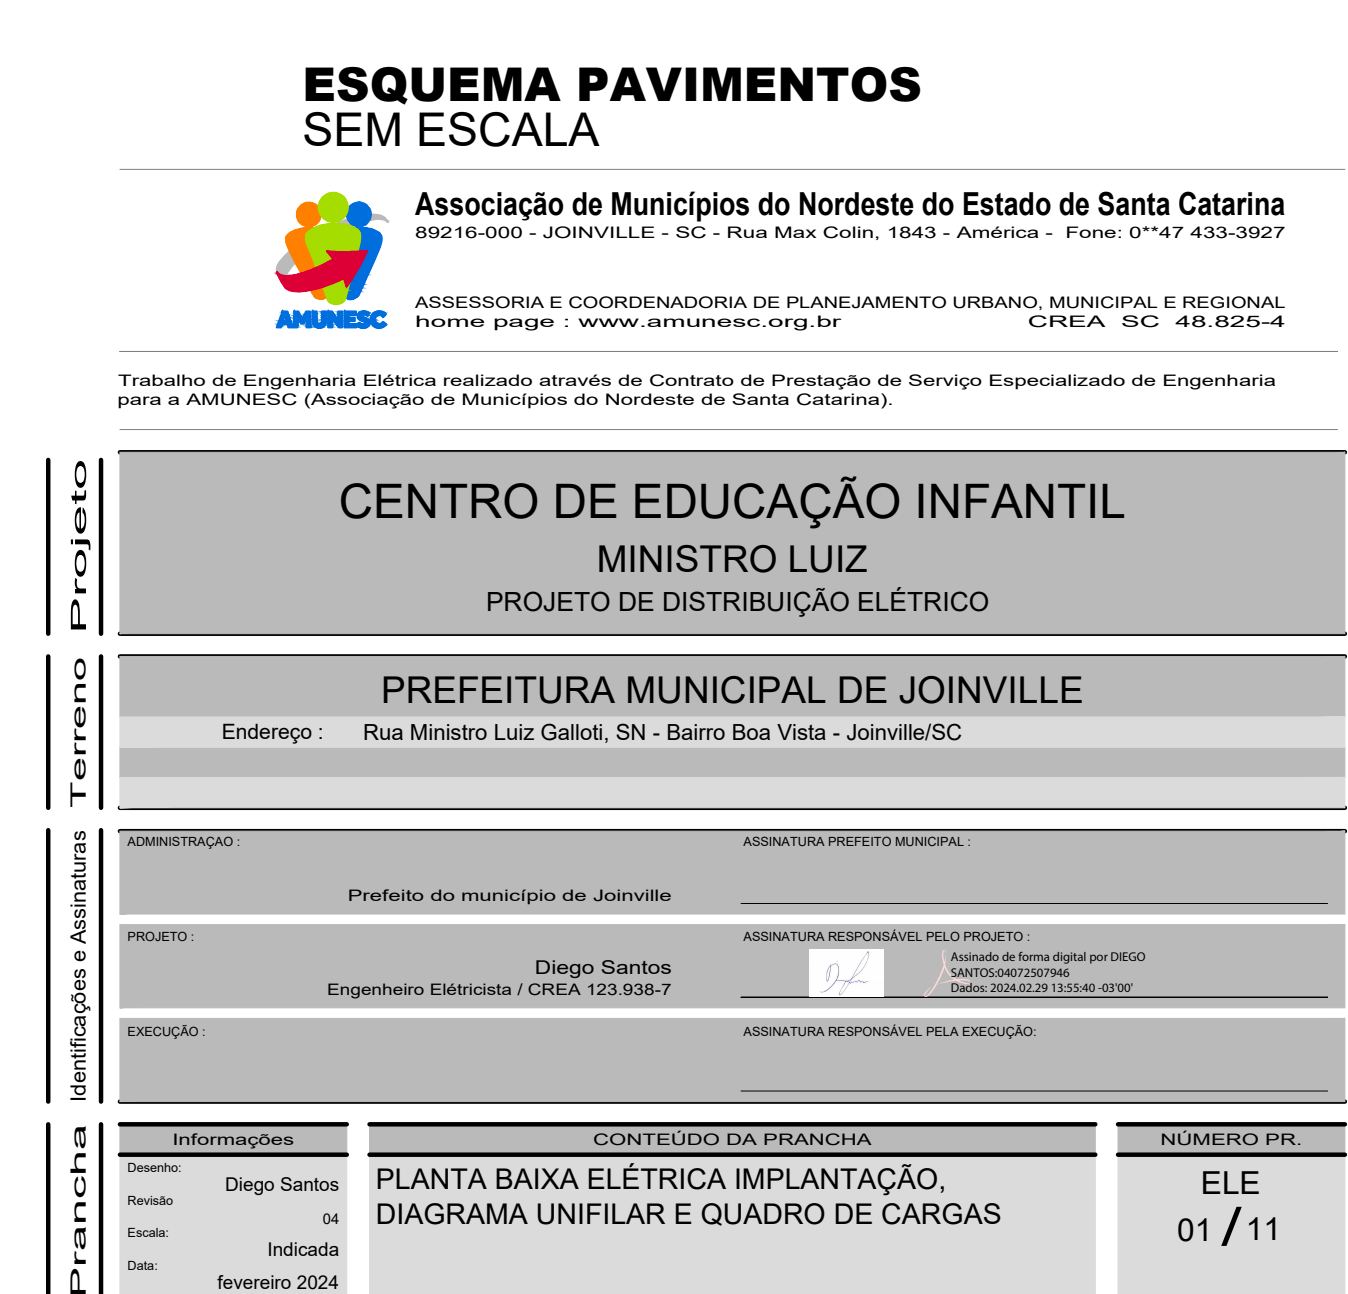 ESQUEMA PAVIMENTOS
SEM ESCALA
AMUNESC
Associação de Municípios do Nordeste do Estado de Santa Catarina
89216-000 - JOINVILLE - SC - Rua Max Colin, 1843 - América - Fone: 0**47 433-3927
ASSESSORIA E COORDENADORIA DE PLANEJAMENTO URBANO, MUNICIPAL E REGIONAL
home page : www.amunesc.org.br CREA SC 48.825-4
Trabalho de Engenharia Elétrica realizado através de Contrato de Prestação de Serviço Especializado de Engenharia
para a AMUNESC (Associação de Municípios do Nordeste de Santa Catarina).
Projeto
CENTRO DE EDUCAÇÃO INFANTIL
MINISTRO LUIZ
PROJETO DE DISTRIBUIÇÃO ELÉTRICO
Terreno
PREFEITURA MUNICIPAL DE JOINVILLE
Endereço : Rua Ministro Luiz Galloti, SN - Bairro Boa Vista - Joinville/SC
Identificações e Assinaturas
ADMINISTRAÇAO :
Prefeito do município de Joinville
ASSINATURA PREFEITO MUNICIPAL :
PROJETO :
Diego Santos
Engenheiro Elétricista / CREA 123.938-7
ASSINATURA RESPONSÁVEL PELO PROJETO :
Assinado de forma digital por DIEGO
SANTOS:04072507946
Dados: 2024.02.29 13:55:40 -03'00'
EXECUÇÃO :
ASSINATURA RESPONSÁVEL PELA EXECUÇÃO:
Prancha
Informações
Desenho:
Diego Santos
Revisão
04
Escala:
Indicada
Data:
fevereiro 2024
CONTEÚDO DA PRANCHA
PLANTA BAIXA ELÉTRICA IMPLANTAÇÃO,
DIAGRAMA UNIFILAR E QUADRO DE CARGAS
NÚMERO PR.
ELE
01 / 11